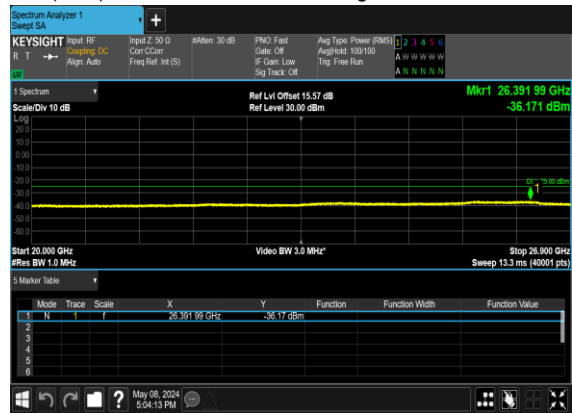 Spectrum Analyzer 1
Swept SA
KEYSIGHT Input: RF Input Z: 50 Ω #Atten: 30 dB PNO: Fast Avg Type: Power (RMS) 1 2 3 4 5 6
R T Coupling: DC Corr CCorr Gate: Off Avg|Hold: 100/100 A W W W W W
Align: Auto Freq Ref: Int (S) IF Gain: Low Trig: Free Run
Sig Track: Off A N N N N N
1 Spectrum Ref Lvl Offset 15.57 dB Mkr1 26.391 99 GHz
Scale/Div 10 dB Ref Level 30.00 dBm -36.171 dBm
Log
20.0
10.0
0.00
-10.0
-20.0
1
-30.0
-40.0
-50.0
-60.0
Start 20.000 GHz Video BW 3.0 MHz* Stop 26.900 GHz
#Res BW 1.0 MHz Sweep 13.3 ms (40001 pts)
5 Marker Table
Mode Trace Scale X Y Function Function Width Function Value
1 N 1 f 26.391 99 GHz -36.17 dBm
2
3
4
5
6
? May 08, 2024
5:04:13 PM